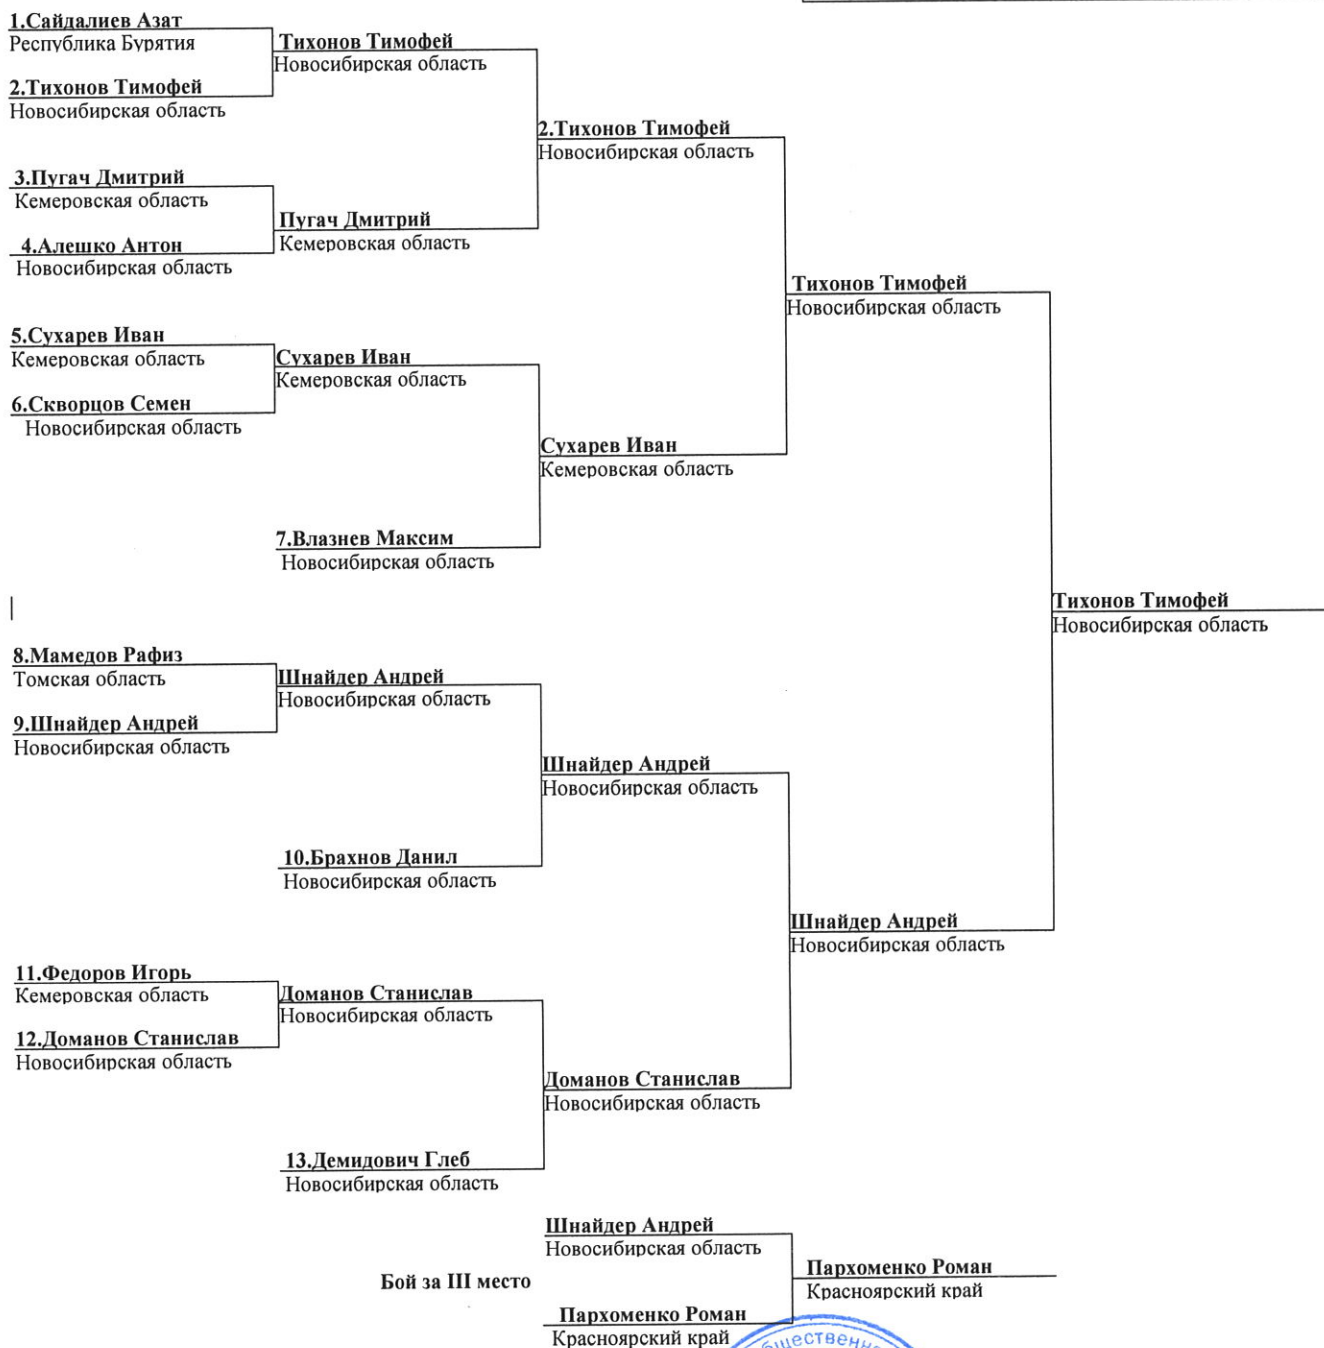 1.Сайдалиев Азат
Республика Бурятия
Тихонов Тимофей
Новосибирская область
2.Тихонов Тимофей
Новосибирская область
2.Тихонов Тимофей
Новосибирская область
3.Пугач Дмитрий
Кемеровская область
Пугач Дмитрий
Кемеровская область
4.Алешко Антон
Новосибирская область
Тихонов Тимофей
Новосибирская область
5.Сухарев Иван
Кемеровская область
Сухарев Иван
Кемеровская область
6.Скворцов Семен
Новосибирская область
Сухарев Иван
Кемеровская область
7.Влазнев Максим
Новосибирская область
Тихонов Тимофей
Новосибирская область
8.Мамедов Рафиз
Томская область
Шнайдер Андрей
Новосибирская область
9.Шнайдер Андрей
Новосибирская область
Шнайдер Андрей
Новосибирская область
10.Брахнов Данил
Новосибирская область
Шнайдер Андрей
Новосибирская область
11.Федоров Игорь
Кемеровская область
Доманов Станислав
Новосибирская область
12.Доманов Станислав
Новосибирская область
Доманов Станислав
Новосибирская область
13.Демидович Глеб
Новосибирская область
Шнайдер Андрей
Новосибирская область
Бой за III место
Пархоменко Роман
Красноярский край
Пархоменко Роман
Красноярский край